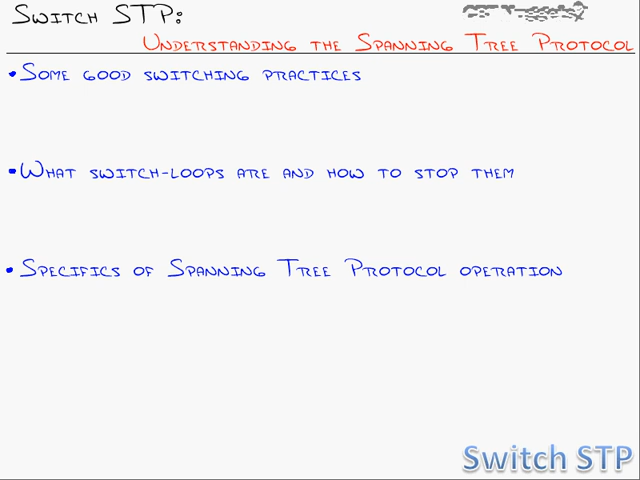 Switch STP:
Understanding the Spanning Tree Protocol
• Some good switching practices
• What switch-loops are and how to stop them
• Specifics of Spanning Tree Protocol operation
Switch STP